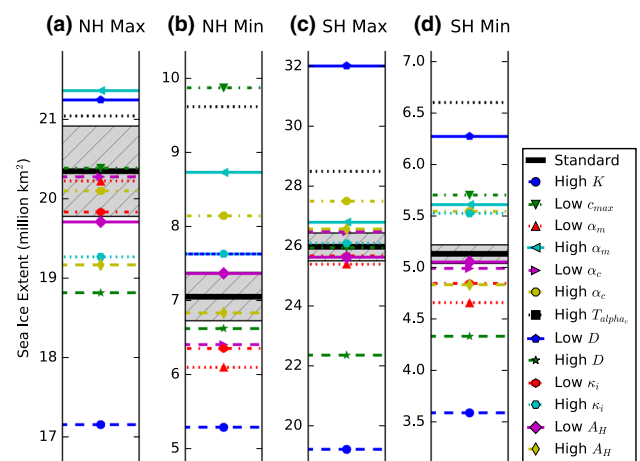 (a) NH Max
(b) NH Min
(c) SH Max
(d) SH Min
Sea Ice Extent (million km²)
21
20
19
18
17
10
9
8
7
6
5
32
30
28
26
24
22
20
7.0
6.5
6.0
5.5
5.0
4.5
4.0
3.5
Standard
High K
Low c_max
Low α_m
High α_m
Low α_c
High α_c
High T_alpha_c
Low D
High D
Low κ_i
High κ_i
Low A_H
High A_H